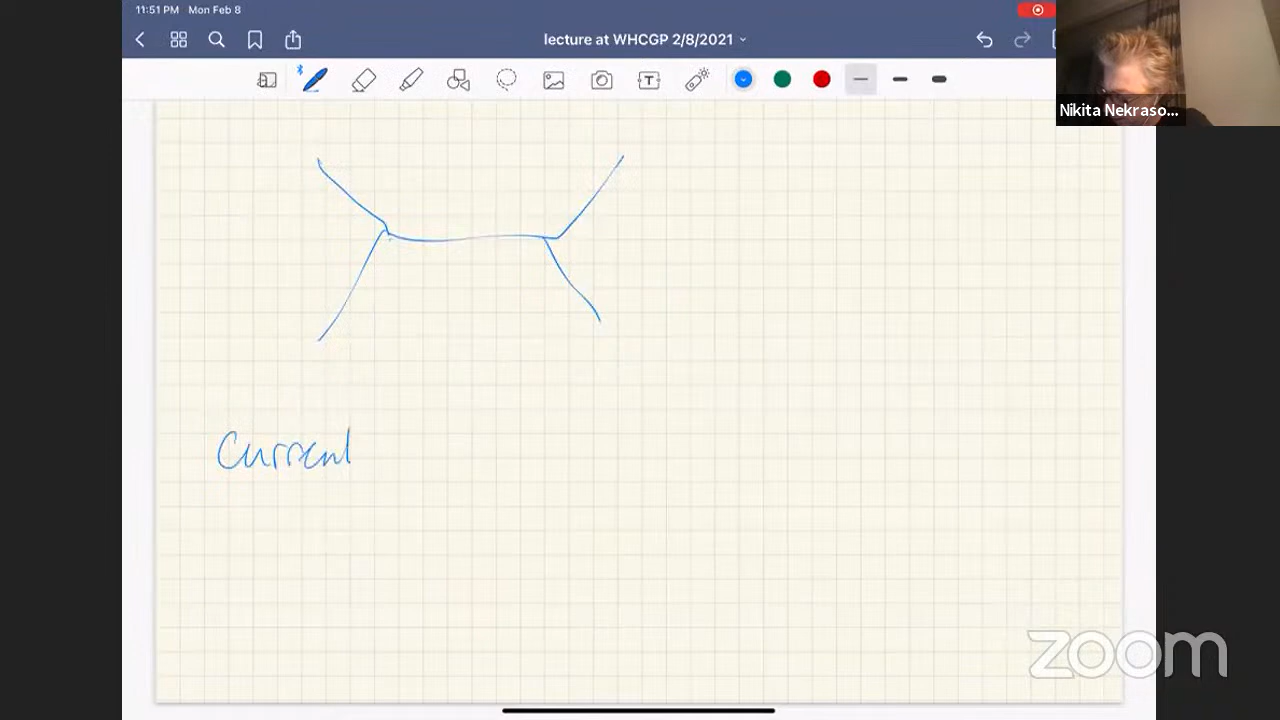 11:51 PM Mon Feb 8
lecture at WHCGP 2/8/2021
T
Nikita Nekraso...
Current
zoom